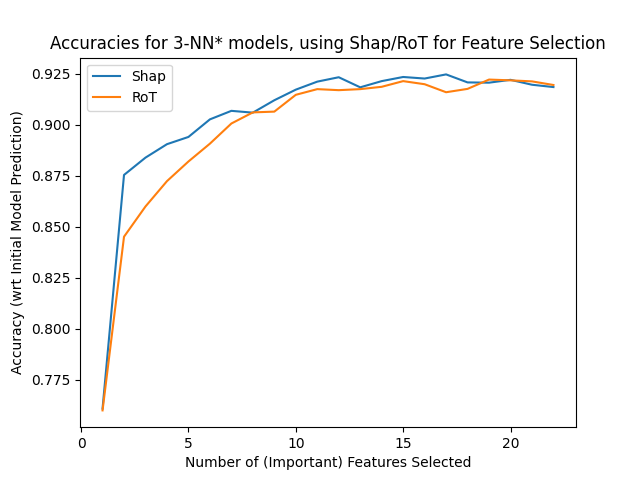 Accuracies for 3-NN* models, using Shap/RoT for Feature Selection
Shap
RoT
Accuracy (wrt Initial Model Prediction)
0.925
0.900
0.875
0.850
0.825
0.800
0.775
0
5
10
15
20
Number of (Important) Features Selected